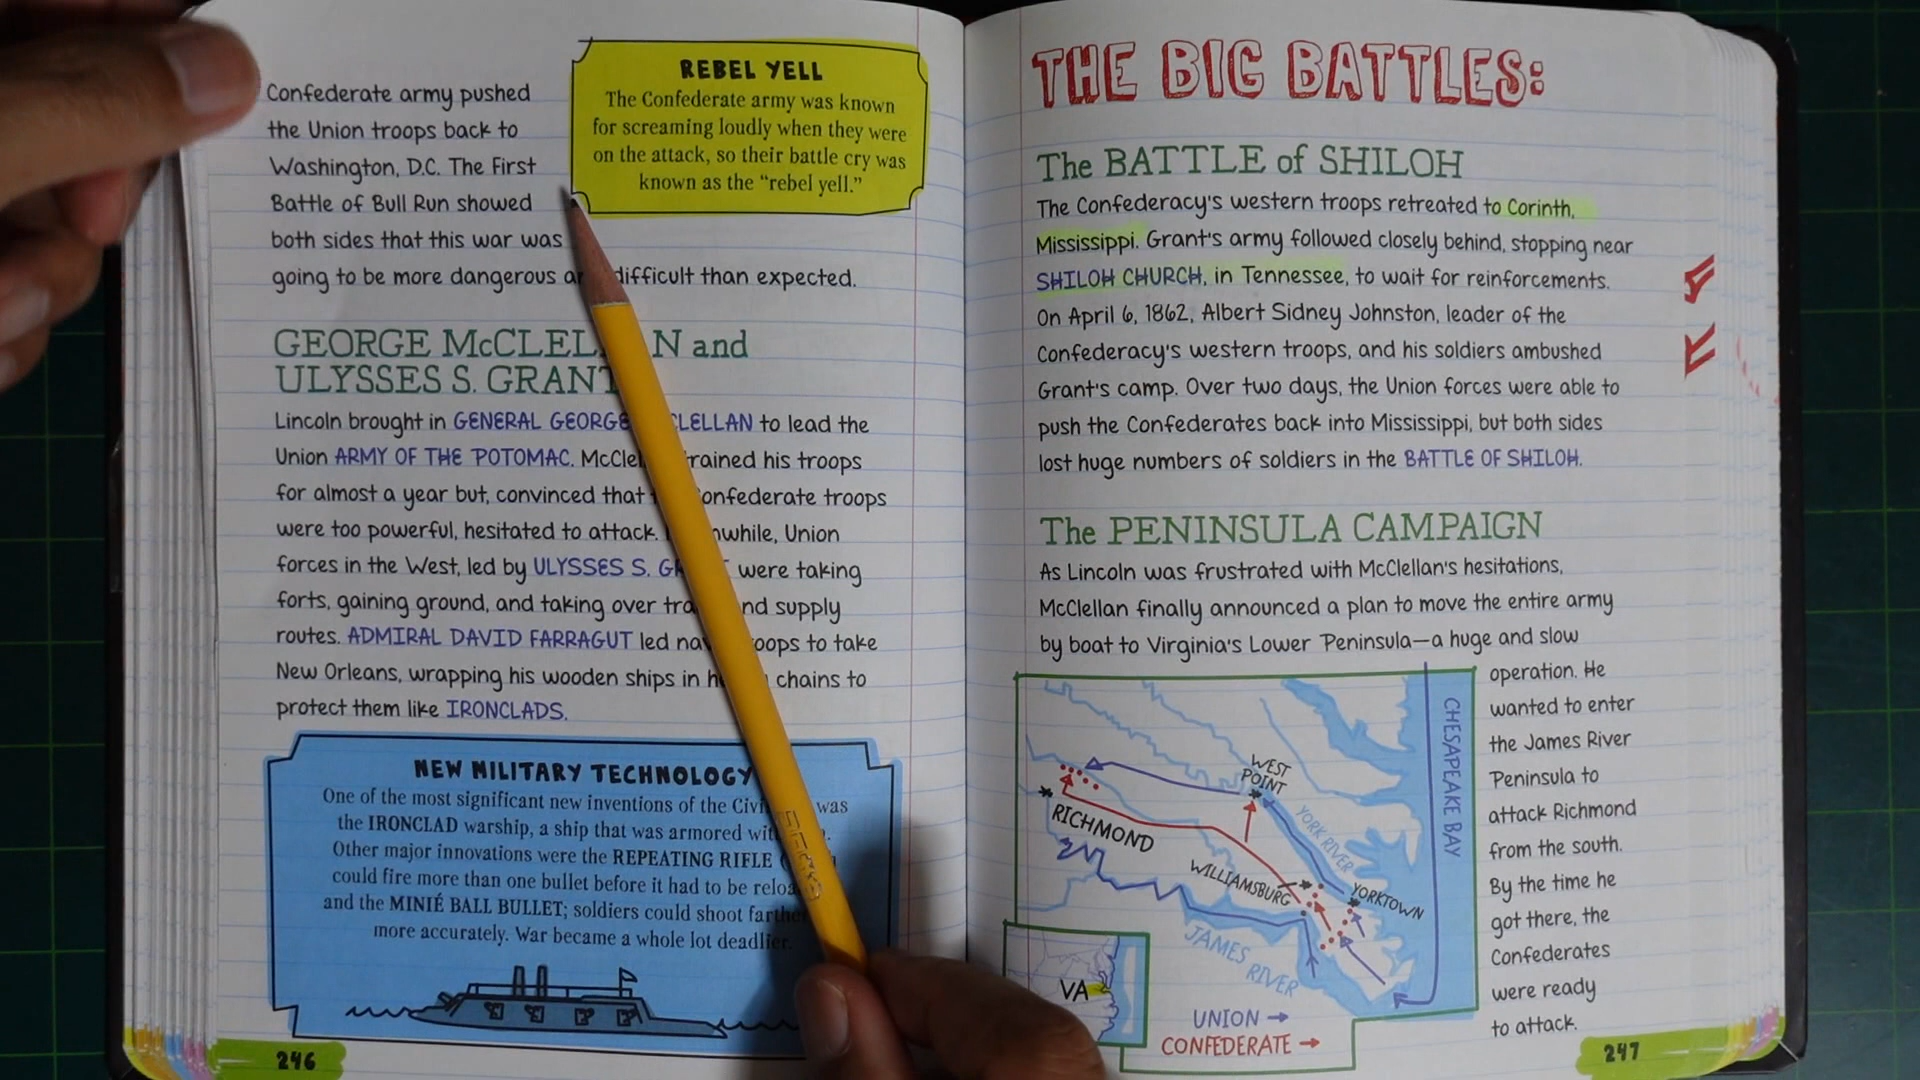 Confederate army pushed
the Union troops back to
Washington, D.C. The First
Battle of Bull Run showed
both sides that this war was
going to be more dangerous difficult than expected.
REBEL YELL
The Confederate army was known
for screaming loudly when they were
on the attack, so their battle cry was
known as the "rebel yell."
GEORGE McCLELLAN and
ULYSSES S. GRANT
Lincoln brought in GENERAL GEORGE McCLELLAN to lead the
Union ARMY OF THE POTOMAC. McClellan trained his troops
for almost a year but, convinced that Confederate troops
were too powerful, hesitated to attack. Meanwhile, Union
forces in the West, led by ULYSSES S. GRANT were taking
forts, gaining ground, and taking over and supply
routes. ADMIRAL DAVID FARRAGUT led troops to take
New Orleans, wrapping his wooden ships in chains to
protect them like IRONCLADS.
NEW MILITARY TECHNOLOGY
One of the most significant new inventions of the Civil was
the IRONCLAD warship, a ship that was armored with
Other major innovations were the REPEATING RIFLE
could fire more than one bullet before it had to be reloaded
and the MINIÉ BALL BULLET; soldiers could shoot farther
more accurately. War became a whole lot deadlier.
246
THE BIG BATTLES:
The BATTLE of SHILOH
The Confederacy's western troops retreated to Corinth,
Mississippi. Grant's army followed closely behind, stopping near
SHILOH CHURCH, in Tennessee, to wait for reinforcements.
On April 6, 1862, Albert Sidney Johnston, leader of the
Confederacy's western troops, and his soldiers ambushed
Grant's camp. Over two days, the Union forces were able to
push the Confederates back into Mississippi, but both sides
lost huge numbers of soldiers in the BATTLE OF SHILOH.
The PENINSULA CAMPAIGN
As Lincoln was frustrated with McClellan's hesitations,
McClellan finally announced a plan to move the entire army
by boat to Virginia's Lower Peninsula—a huge and slow
operation. He
wanted to enter
the James River
Peninsula to
attack Richmond
from the south.
By the time he
got there, the
Confederates
were ready
to attack.
CHESAPEAKE BAY
WEST
POINT
YORK RIVER
RICHMOND
WILLIAMSBURG
YORKTOWN
JAMES RIVER
VA
UNION
CONFEDERATE
247